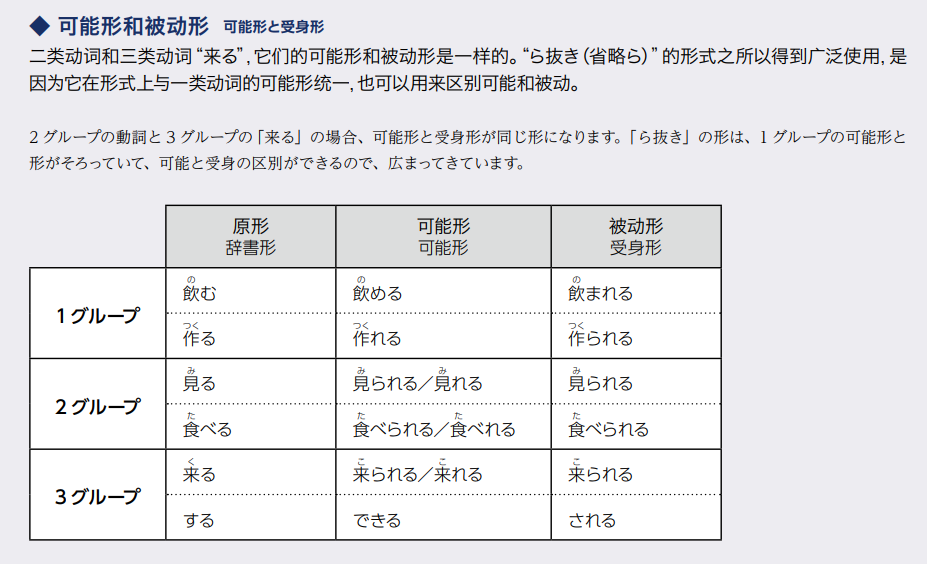 ◆ 可能形和被动形 可能形と受身形
二类动词和三类动词“来る”，它们的可能形和被动形是一样的。“ら抜き（省略ら）”的形式之所以得到广泛使用，是
因为它在形式上与一类动词的可能形统一，也可以用来区别可能和被动。
2 グループの動詞と 3 グループの「来る」の場合、可能形と受身形が同じ形になります。「ら抜き」の形は、1 グループの可能形と
形がそろっていて、可能と受身の区別ができるので、広まってきています。
原形 可能形 被动形
辞書形 可能形 受身形
の の の
1 グループ 飲む 飲める 飲まれる
つく つく つく
作る 作れる 作られる
み み み み
2 グループ 見る 見られる／見れる 見られる
た た た た
食べる 食べられる／食べれる 食べられる
く こ こ こ
3 グループ 来る 来られる／来れる 来られる
する できる される